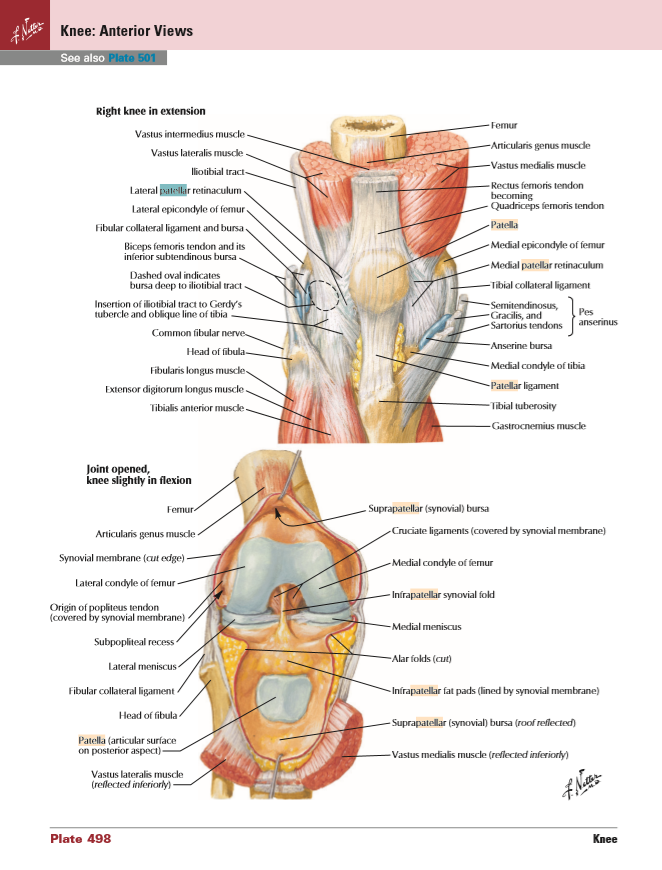 F. Netter
Knee: Anterior Views
See also Plate 501
Right knee in extension
Vastus intermedius muscle
Vastus lateralis muscle
Iliotibial tract
Lateral patellar retinaculum
Lateral epicondyle of femur
Fibular collateral ligament and bursa
Biceps femoris tendon and its
inferior subtendinous bursa
Dashed oval indicates
bursa deep to iliotibial tract
Insertion of iliotibial tract to Gerdy's
tubercle and oblique line of tibia
Common fibular nerve
Head of fibula
Fibularis longus muscle
Extensor digitorum longus muscle
Tibialis anterior muscle
Femur
Articularis genus muscle
Vastus medialis muscle
Rectus femoris tendon
becoming
Quadriceps femoris tendon
Patella
Medial epicondyle of femur
Medial patellar retinaculum
Tibial collateral ligament
Semitendinosus,
Gracilis, and
Sartorius tendons
Pes
anserinus
Anserine bursa
Medial condyle of tibia
Patellar ligament
Tibial tuberosity
Gastrocnemius muscle
Joint opened,
knee slightly in flexion
Femur
Articularis genus muscle
Synovial membrane (cut edge)
Lateral condyle of femur
Origin of popliteus tendon
(covered by synovial membrane)
Subpopliteal recess
Lateral meniscus
Fibular collateral ligament
Head of fibula
Patella (articular surface
on posterior aspect)
Vastus lateralis muscle
(reflected inferiorly)
Suprapatellar (synovial) bursa
Cruciate ligaments (covered by synovial membrane)
Medial condyle of femur
Infrapatellar synovial fold
Medial meniscus
Alar folds (cut)
Infrapatellar fat pads (lined by synovial membrane)
Suprapatellar (synovial) bursa (roof reflected)
Vastus medialis muscle (reflected inferiorly)
F. Netter
M.D.
Plate 498
Knee